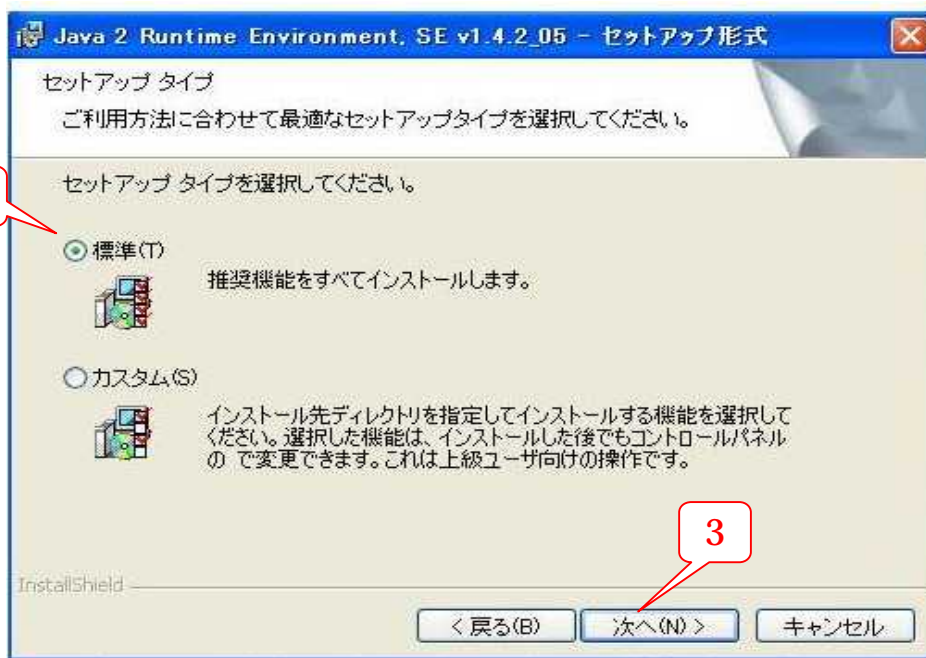 Java 2 Runtime Environment, SE v1.4.2_05 - セットアップ形式
セットアップ タイプ
ご利用方法に合わせて最適なセットアップタイプを選択してください。
セットアップ タイプを選択してください。
標準(T)
推奨機能をすべてインストールします。
カスタム(S)
インストール先ディレクトリを指定してインストールする機能を選択して
ください。選択した機能は、インストールした後でもコントロールパネル
の で変更できます。これは上級ユーザ向けの操作です。
3
InstallShield
< 戻る(B)
次へ(N) >
キャンセル